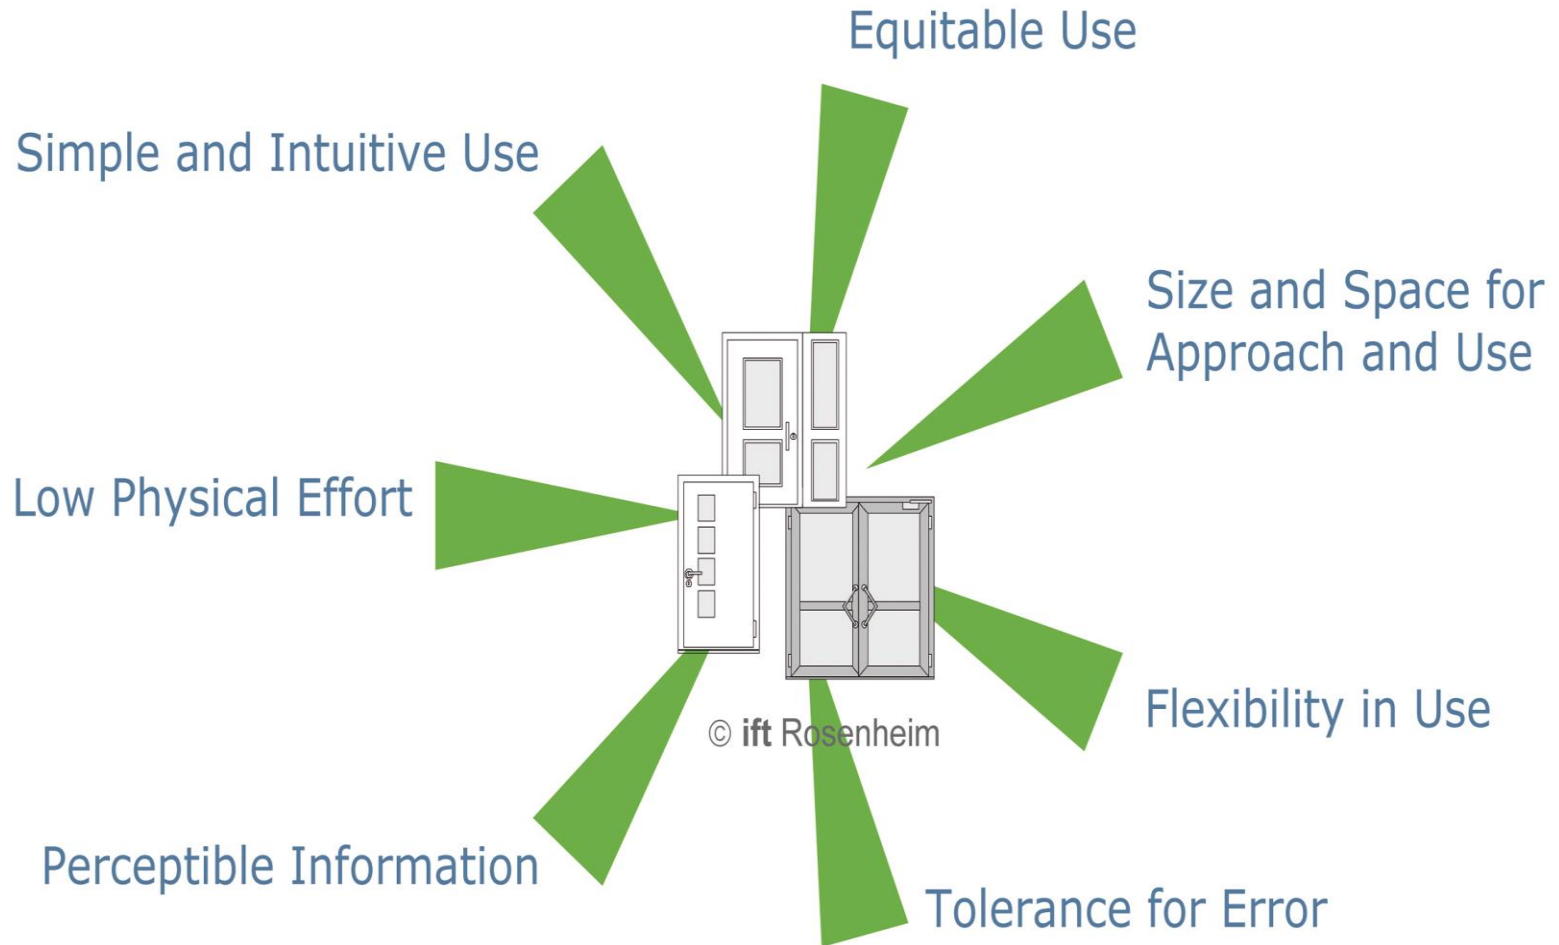 Equitable Use
Simple and Intuitive Use
Size and Space for
Approach and Use
Low Physical Effort
Flexibility in Use
© ift Rosenheim
Perceptible Information
Tolerance for Error